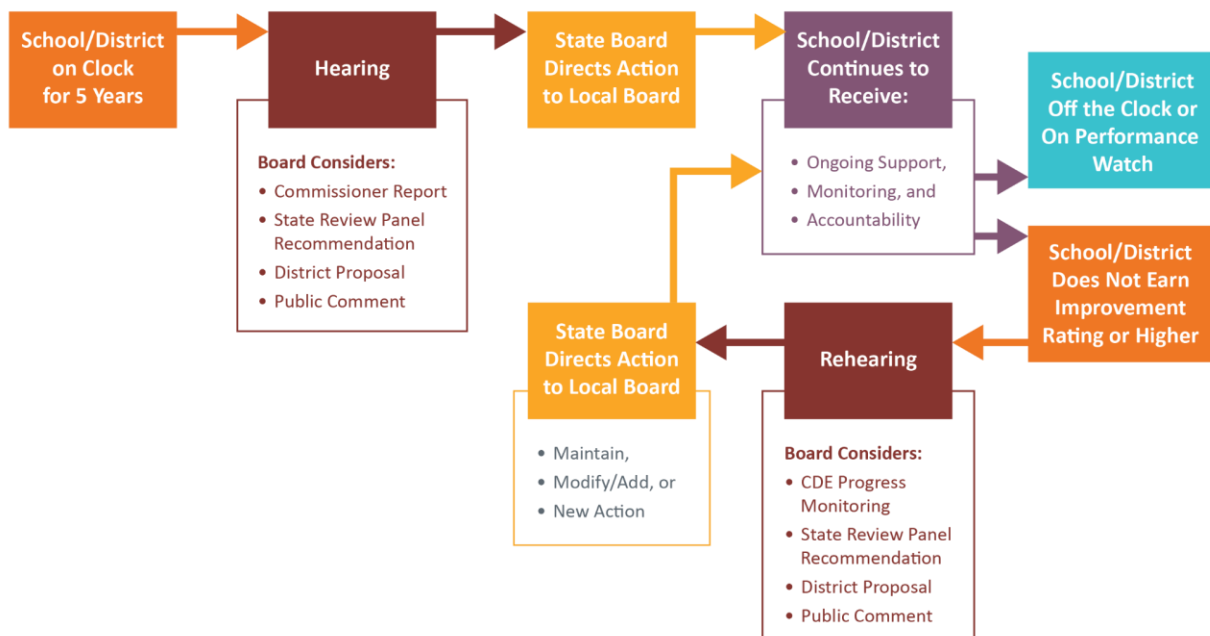 School/District
on Clock
for 5 Years
Hearing
Board Considers:
• Commissioner Report
• State Review Panel
Recommendation
• District Proposal
• Public Comment
State Board
Directs Action
to Local Board
School/District
Continues to
Receive:
• Ongoing Support,
• Monitoring, and
• Accountability
School/District
Off the Clock or
On Performance
Watch
School/District
Does Not Earn
Improvement
Rating or Higher
Rehearing
Board Considers:
• CDE Progress
Monitoring
• State Review Panel
Recommendation
• District Proposal
• Public Comment
State Board
Directs Action
to Local Board
• Maintain,
• Modify/Add, or
• New Action